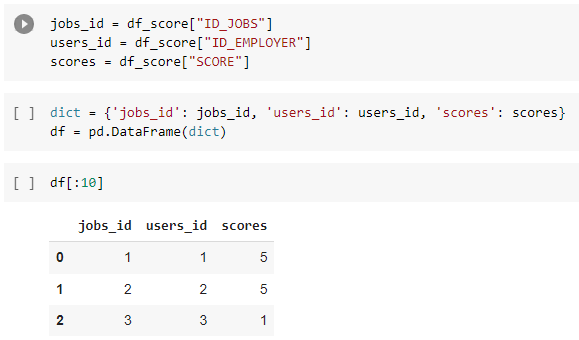 jobs_id = df_score["ID_JOBS"]
users_id = df_score["ID_EMPLOYER"]
scores = df_score["SCORE"]
[ ] dict = {'jobs_id': jobs_id, 'users_id': users_id, 'scores': scores}
df = pd.DataFrame(dict)
[ ] df[:10]
jobs_id users_id scores
0 1 1 5
1 2 2 5
2 3 3 1